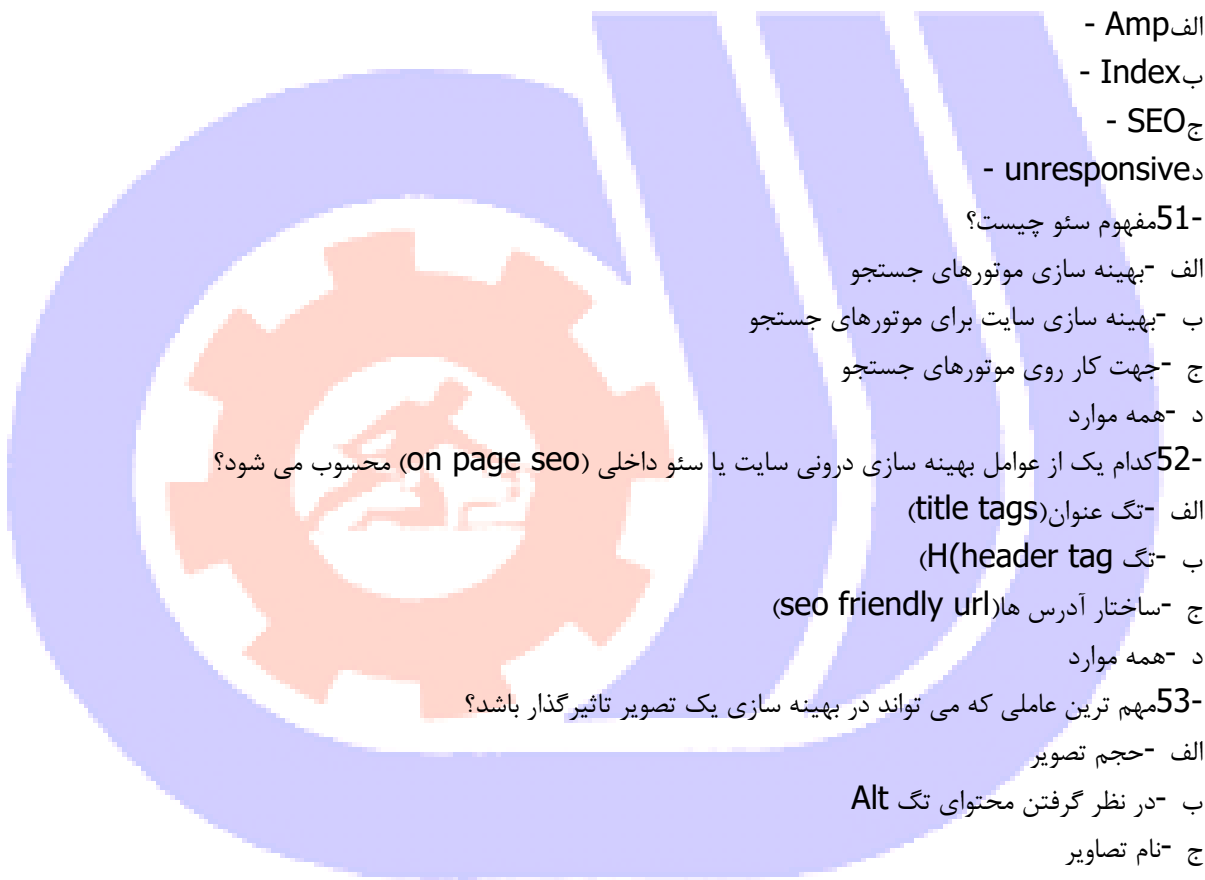 الف- Amp
ب- Index
ج- SEO
د- unresponsive
51-مفهوم سئو چیست؟
الف -بهینه سازی موتورهای جستجو
ب -بهینه سازی سایت برای موتورهای جستجو
ج -جهت کار روی موتورهای جستجو
د -همه موارد
52-کدام یک از عوامل بهینه سازی درونی سایت یا سئو داخلی (on page seo) محسوب می شود؟
الف -تگ عنوان(title tags)
ب -تگ H(header tag)
ج -ساختار آدرس ها(seo friendly url)
د -همه موارد
53-مهم ترین عاملی که می تواند در بهینه سازی یک تصویر تاثیرگذار باشد؟
الف -حجم تصویر
ب -در نظر گرفتن محتوای تگ Alt
ج -نام تصاویر